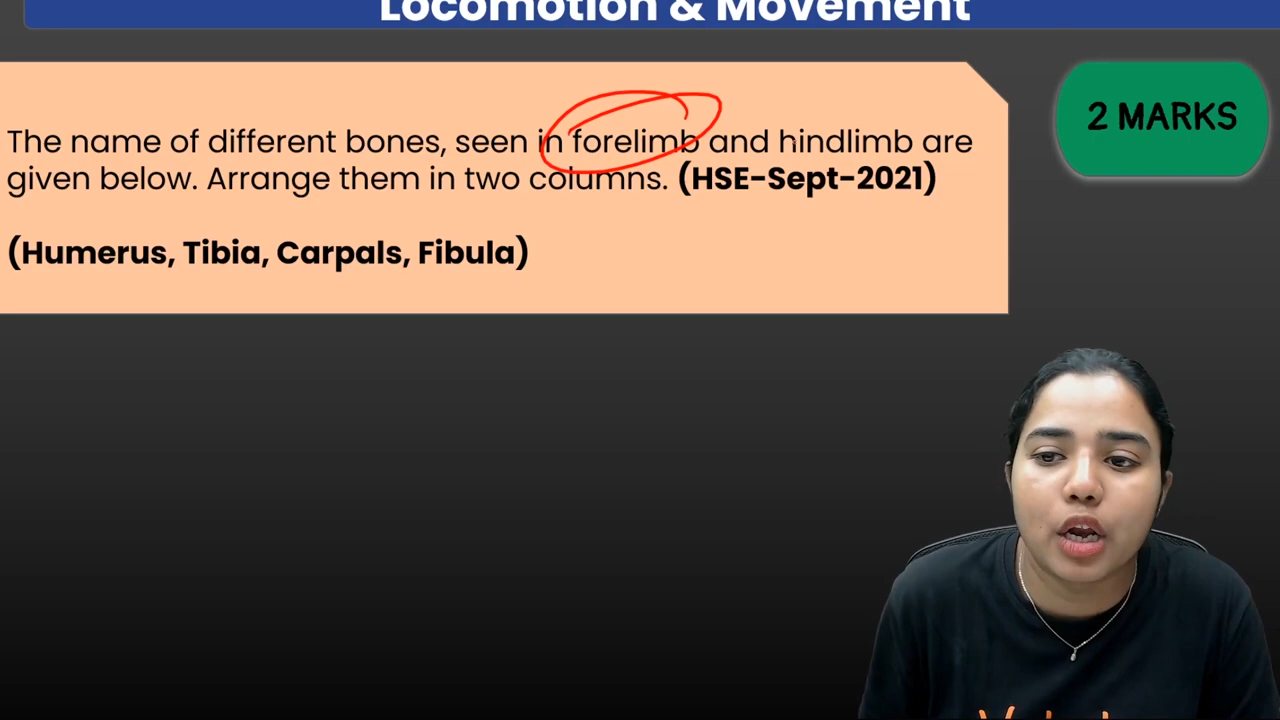 Locomotion & Movement
2 MARKS
The name of different bones, seen in forelimb and hindlimb are
given below. Arrange them in two columns. (HSE-Sept-2021)
(Humerus, Tibia, Carpals, Fibula)